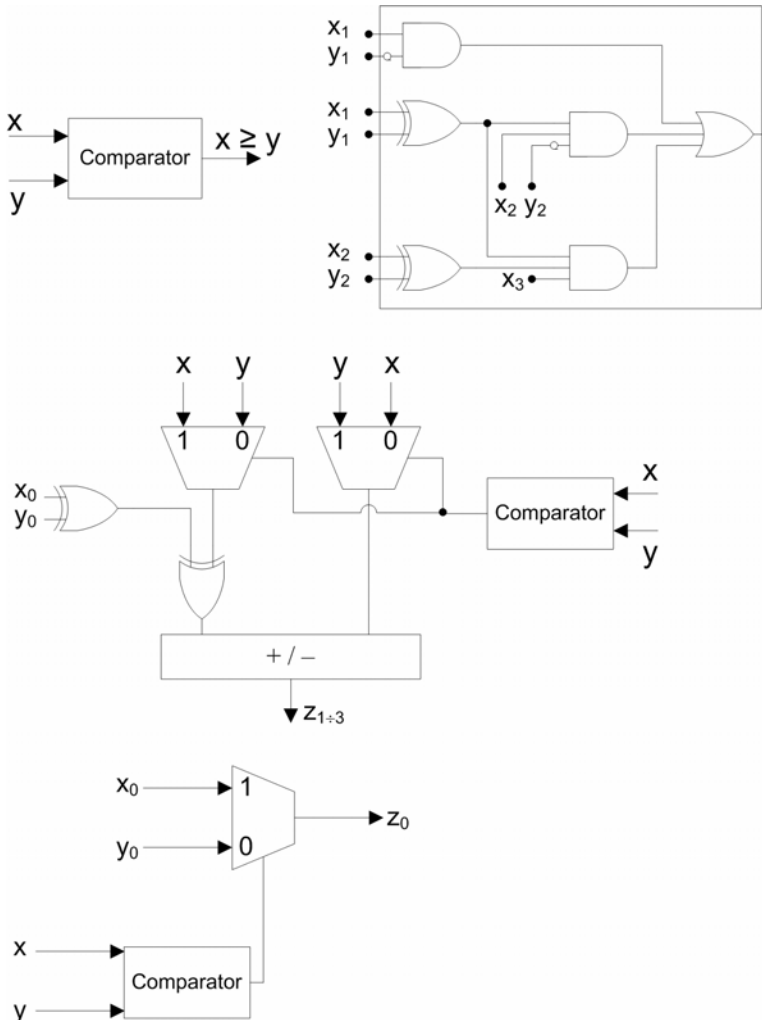 x₁
y₁
x₁
y₁
x₂ y₂
x₂
y₂
x₃
x
y
Comparator
x ≥ y
x y y x
1 0 1 0
x₀
y₀
Comparator
x
y
+ / −
z₁÷₃
x₀
y₀
1
0
z₀
x
y
Comparator